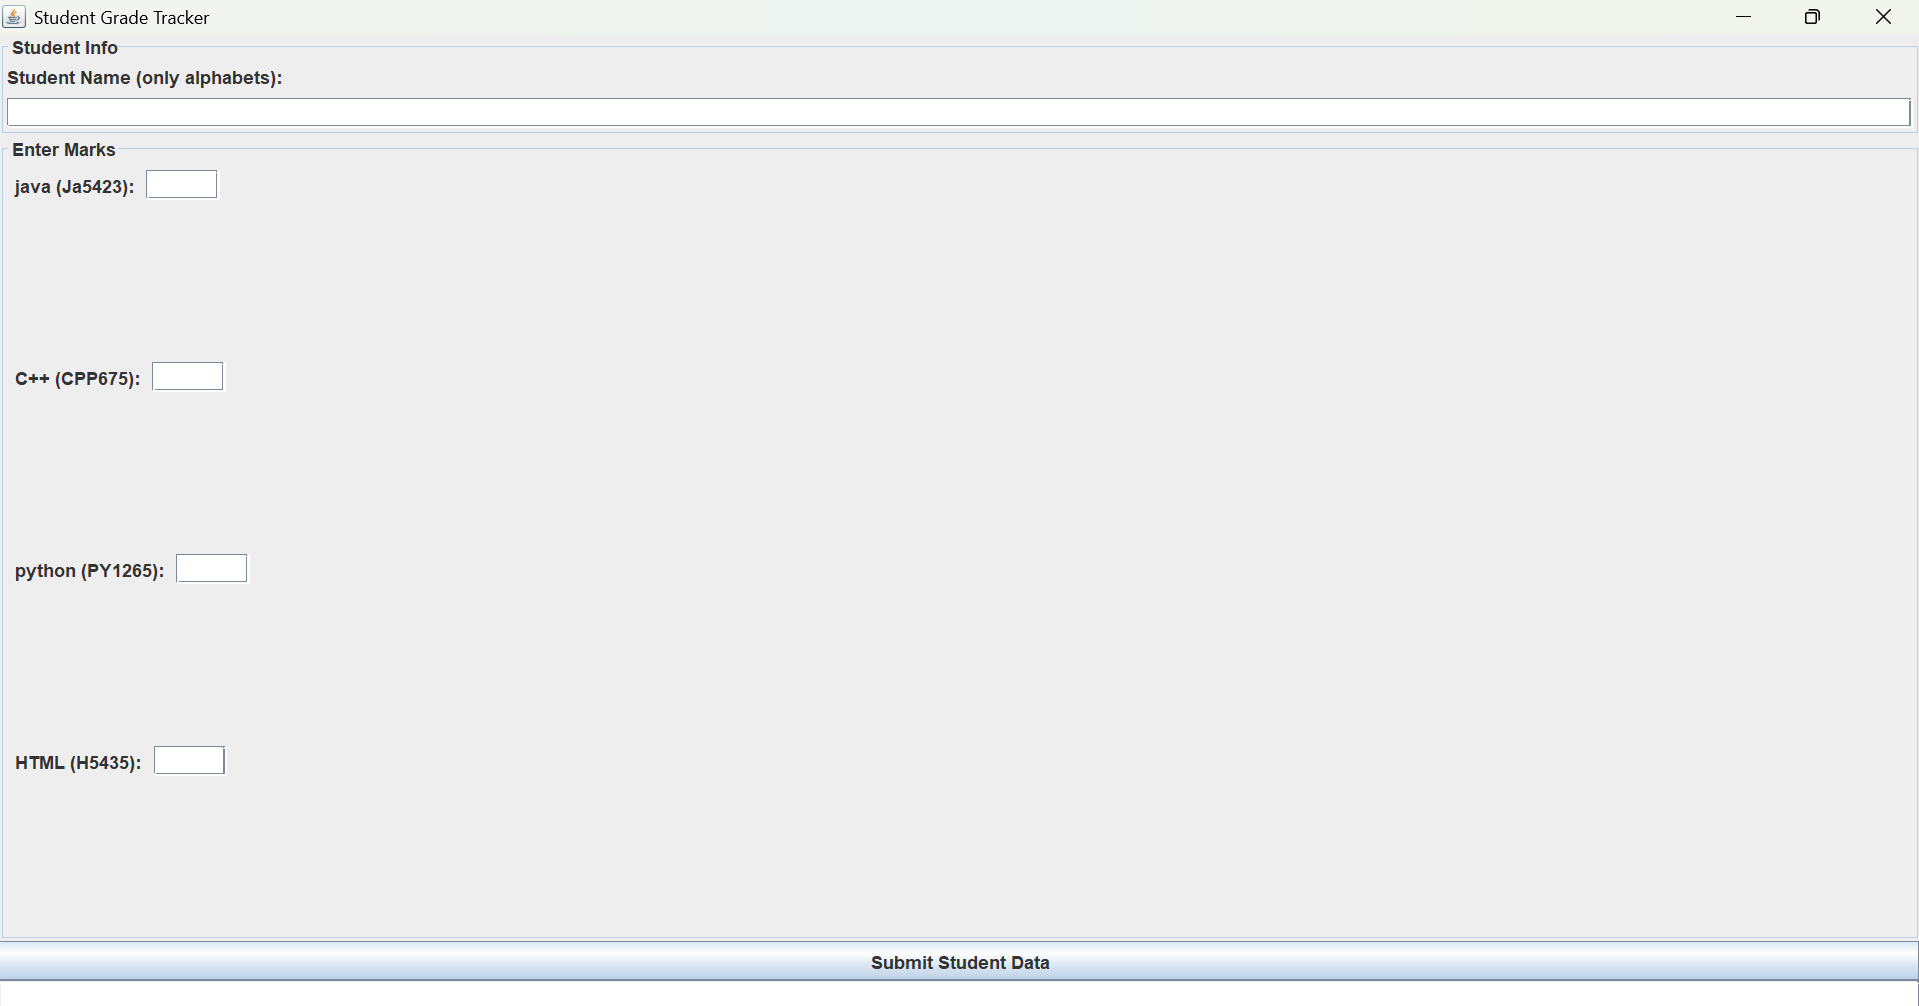 Student Grade Tracker
Student Info
Student Name (only alphabets):
Enter Marks
java (Ja5423):
C++ (CPP675):
python (PY1265):
HTML (H5435):
Submit Student Data